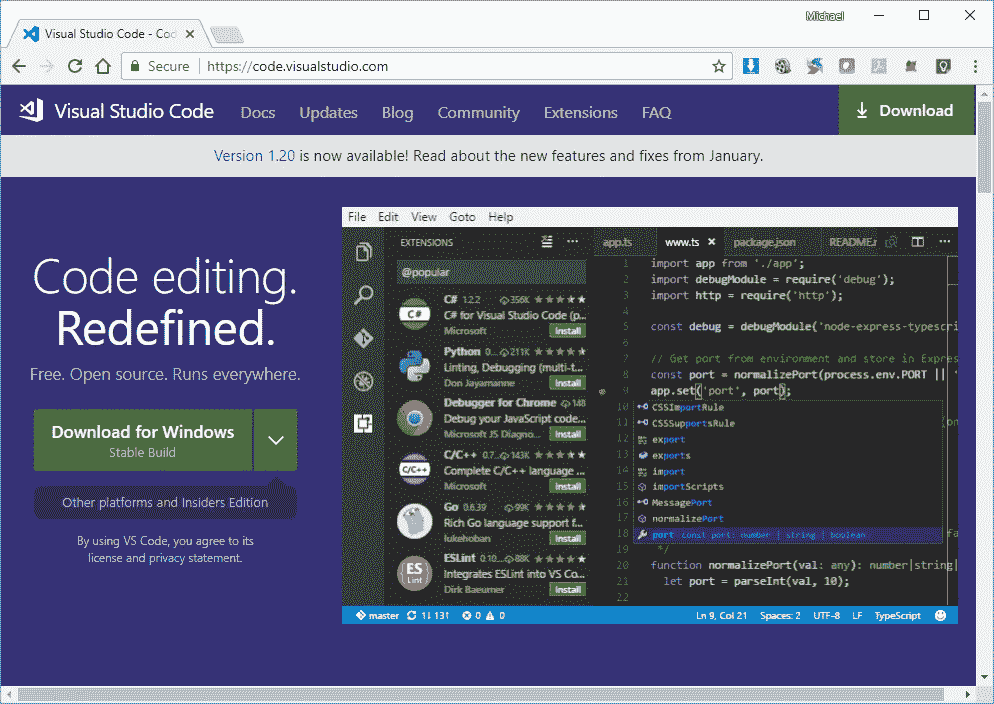 Michael
Visual Studio Code - Cod
Secure https://code.visualstudio.com
Visual Studio Code Docs Updates Blog Community Extensions FAQ Download
Version 1.20 is now available! Read about the new features and fixes from January.
Code editing.
Redefined.
Free. Open source. Runs everywhere.
Download for Windows
Stable Build
Other platforms and Insiders Edition
By using VS Code, you agree to its
license and privacy statement.
File Edit View Goto Help
EXTENSIONS
@popular
C# 1.2.2 356K
C# for Visual Studio Code (p...
Microsoft Install
Python 0... 211K
Linting, Debugging (multi-t...
Don Jayamanne Install
Debugger for Chrome 148
Debug your JavaScript code...
Microsoft JS Diagno... Install
C/C++ 0.7... 143K
Complete C/C++ language ...
Microsoft Install
Go 0.6.39 99K
Rich Go language support f...
lukehoban Install
ESLint 0.10... 88K
Integrates ESLint into VS Co...
Dirk Baeumer Install
C#
C/C++
ES
Lint
app.ts www.ts package.json README.
1 import app from './app';
2 import debugModule = require('debug');
3 import http = require('http');
4
5 const debug = debugModule('node-express-typescri
6
7 // Get port from environment and store in Expres
8 const port = normalizePort(process.env.PORT || '
9 app.set('port', port);
10 CSSImportRule
11 CSSSupportsRule
12 export
13 exports
14 import
15 importScripts
16 MessagePort
17 normalizePort
18 port const port: number | string | boolean fa
19 */
20 function normalizePort(val: any): number|string|
21 let port = parseInt(val, 10);
22
master 1↓ 13↑ 0 0 Ln 9, Col 21 Spaces: 2 UTF-8 LF TypeScript